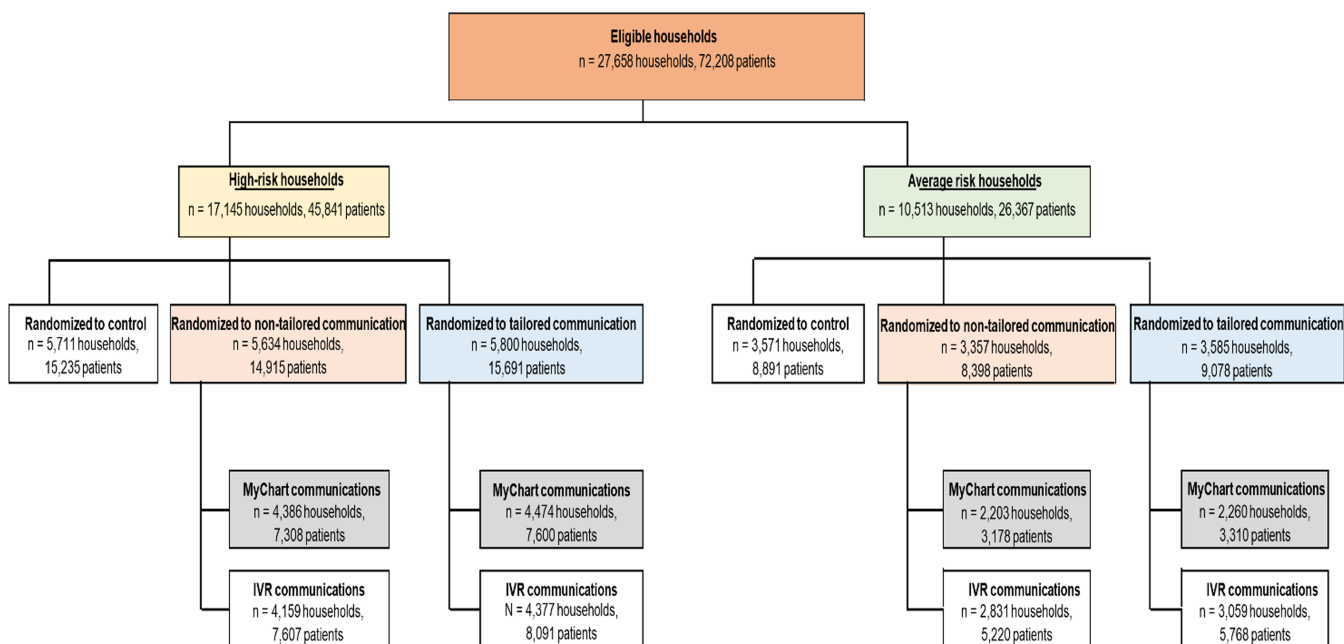 Eligible households
n = 27,658 households, 72,208 patients
High-risk households
n = 17,145 households, 45,841 patients
Average risk households
n = 10,513 households, 26,367 patients
Randomized to control
n = 5,711 households,
15,235 patients
Randomized to non-tailored communication
n = 5,634 households,
14,915 patients
Randomized to tailored communication
n = 5,800 households,
15,691 patients
Randomized to control
n = 3,571 households,
8,891 patients
Randomized to non-tailored communication
n = 3,357 households,
8,398 patients
Randomized to tailored communication
n = 3,585 households,
9,078 patients
MyChart communications
n = 4,386 households,
7,308 patients
MyChart communications
n = 4,474 households,
7,600 patients
MyChart communications
n = 2,203 households,
3,178 patients
MyChart communications
n = 2,260 households,
3,310 patients
IVR communications
n = 4,159 households,
7,607 patients
IVR communications
N = 4,377 households,
8,091 patients
IVR communications
n = 2,831 households,
5,220 patients
IVR communications
n = 3,059 households,
5,768 patients